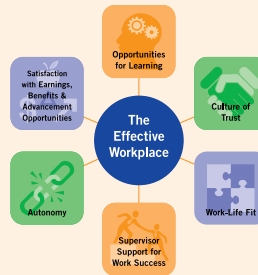 Opportunities
for Learning
Satisfaction
with Earnings,
Benefits &
Advancement
Opportunities
Culture of
Trust
The
Effective
Workplace
Autonomy
Work-Life Fit
Supervisor
Support for
Work Success